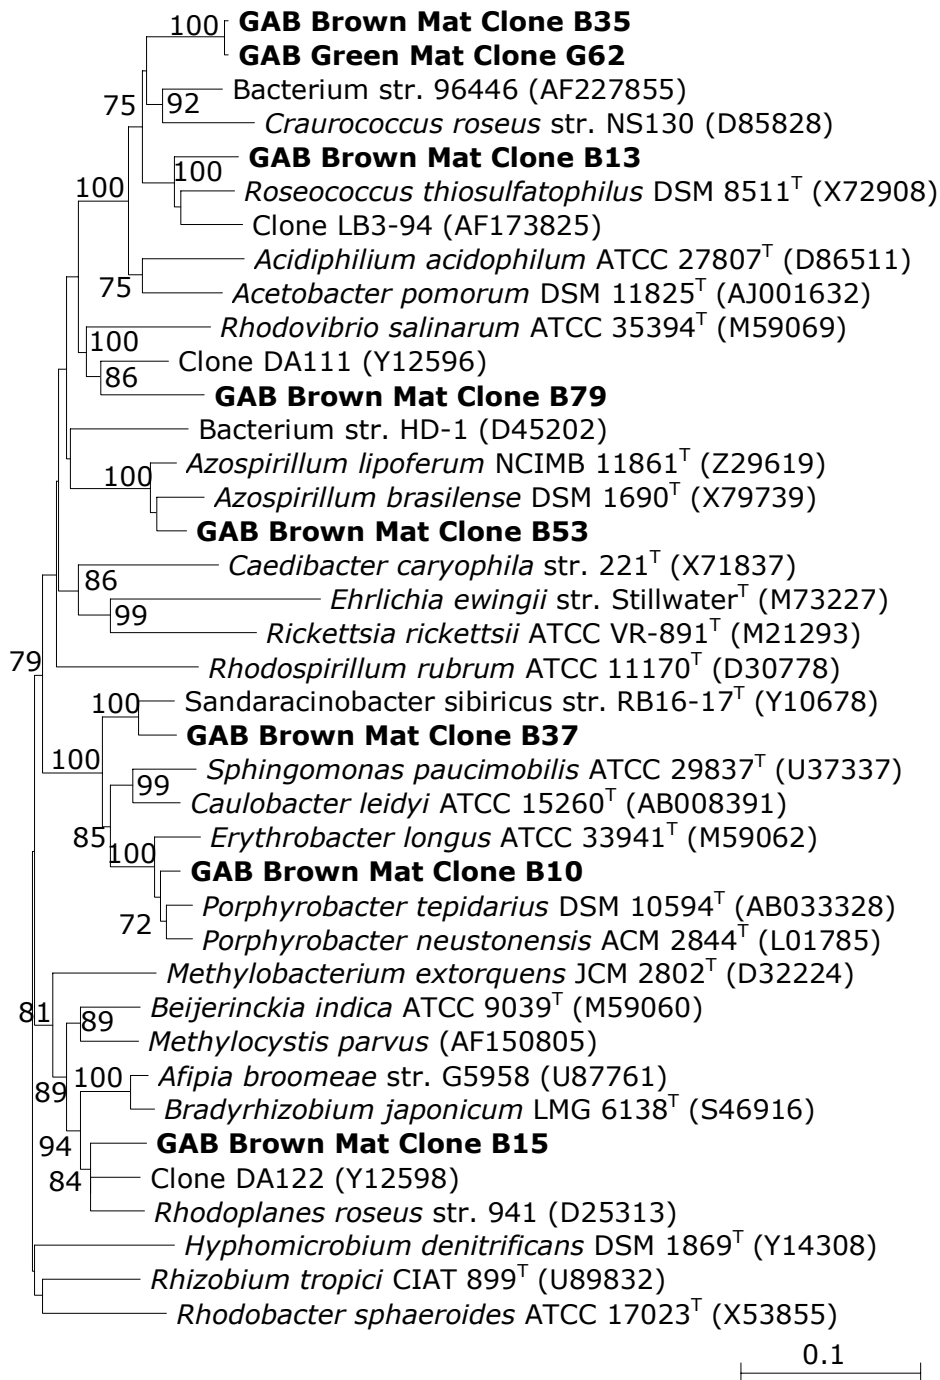 100 GAB Brown Mat Clone B35
GAB Green Mat Clone G62
Bacterium str. 96446 (AF227855)
75 92
Craurococcus roseus str. NS130 (D85828)
GAB Brown Mat Clone B13
100
100 Roseococcus thiosulfatophilus DSM 8511ᵀ (X72908)
Clone LB3-94 (AF173825)
Acidiphilium acidophilum ATCC 27807ᵀ (D86511)
75
Acetobacter pomorum DSM 11825ᵀ (AJ001632)
Rhodovibrio salinarum ATCC 35394ᵀ (M59069)
100
Clone DA111 (Y12596)
86
GAB Brown Mat Clone B79
Bacterium str. HD-1 (D45202)
Azospirillum lipoferum NCIMB 11861ᵀ (Z29619)
100
Azospirillum brasilense DSM 1690ᵀ (X79739)
GAB Brown Mat Clone B53
Caedibacter caryophila str. 221ᵀ (X71837)
86
Ehrlichia ewingii str. Stillwaterᵀ (M73227)
99
Rickettsia rickettsii ATCC VR-891ᵀ (M21293)
79
Rhodospirillum rubrum ATCC 11170ᵀ (D30778)
100 Sandaracinobacter sibiricus str. RB16-17ᵀ (Y10678)
GAB Brown Mat Clone B37
100
Sphingomonas paucimobilis ATCC 29837ᵀ (U37337)
99
Caulobacter leidyi ATCC 15260ᵀ (AB008391)
85
Erythrobacter longus ATCC 33941ᵀ (M59062)
100
GAB Brown Mat Clone B10
Porphyrobacter tepidarius DSM 10594ᵀ (AB033328)
72
Porphyrobacter neustonensis ACM 2844ᵀ (L01785)
Methylobacterium extorquens JCM 2802ᵀ (D32224)
81
Beijerinckia indica ATCC 9039ᵀ (M59060)
89
Methylocystis parvus (AF150805)
100 Afipia broomeae str. G5958 (U87761)
89
Bradyrhizobium japonicum LMG 6138ᵀ (S46916)
94 GAB Brown Mat Clone B15
84 Clone DA122 (Y12598)
Rhodoplanes roseus str. 941 (D25313)
Hyphomicrobium denitrificans DSM 1869ᵀ (Y14308)
Rhizobium tropici CIAT 899ᵀ (U89832)
Rhodobacter sphaeroides ATCC 17023ᵀ (X53855)
0.1